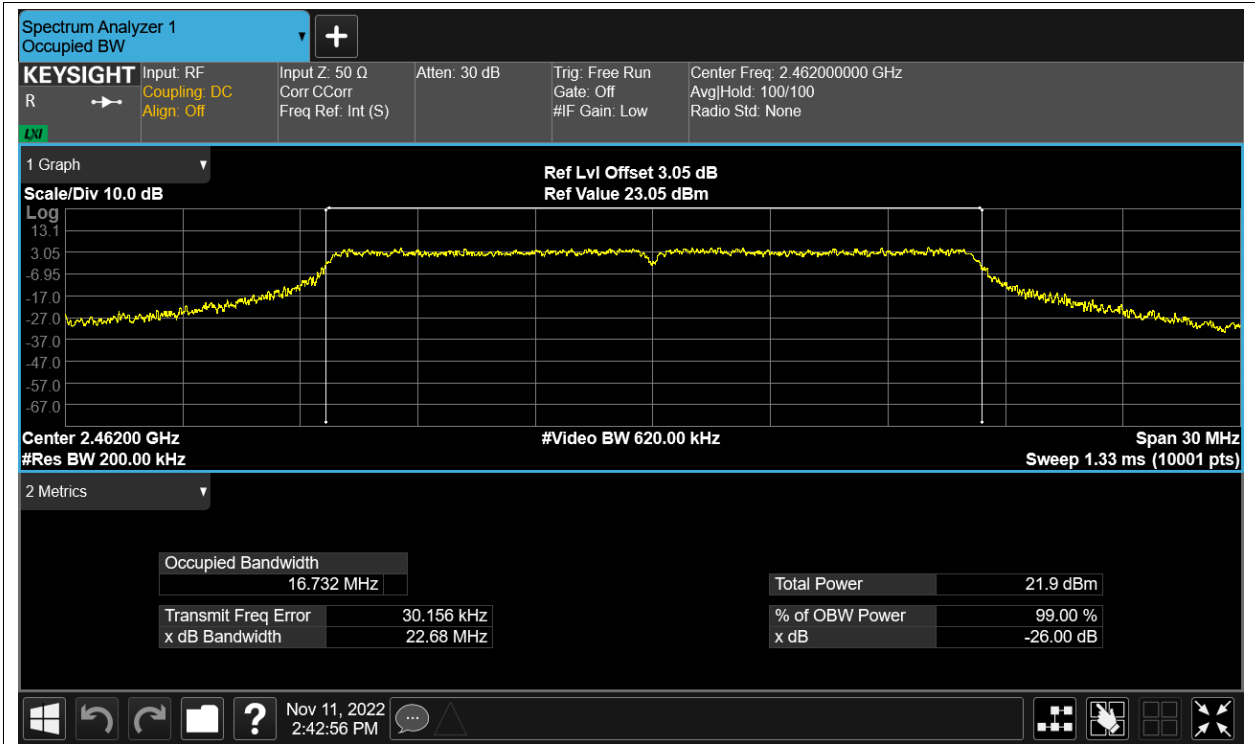 Spectrum Analyzer 1
Occupied BW
KEYSIGHT
R
LXI
Input: RF
Coupling: DC
Align: Off
Input Z: 50 Ω
Corr CCorr
Freq Ref: Int (S)
Atten: 30 dB
Trig: Free Run
Gate: Off
#IF Gain: Low
Center Freq: 2.462000000 GHz
Avg|Hold: 100/100
Radio Std: None
1 Graph
Ref Lvl Offset 3.05 dB
Scale/Div 10.0 dB
Ref Value 23.05 dBm
Log
13.1
3.05
-6.95
-17.0
-27.0
-37.0
-47.0
-57.0
-67.0
Center 2.46200 GHz
#Video BW 620.00 kHz
Span 30 MHz
#Res BW 200.00 kHz
Sweep 1.33 ms (10001 pts)
2 Metrics
Occupied Bandwidth
16.732 MHz
Transmit Freq Error 30.156 kHz
x dB Bandwidth 22.68 MHz
Total Power 21.9 dBm
% of OBW Power 99.00 %
x dB -26.00 dB
?
Nov 11, 2022
2:42:56 PM